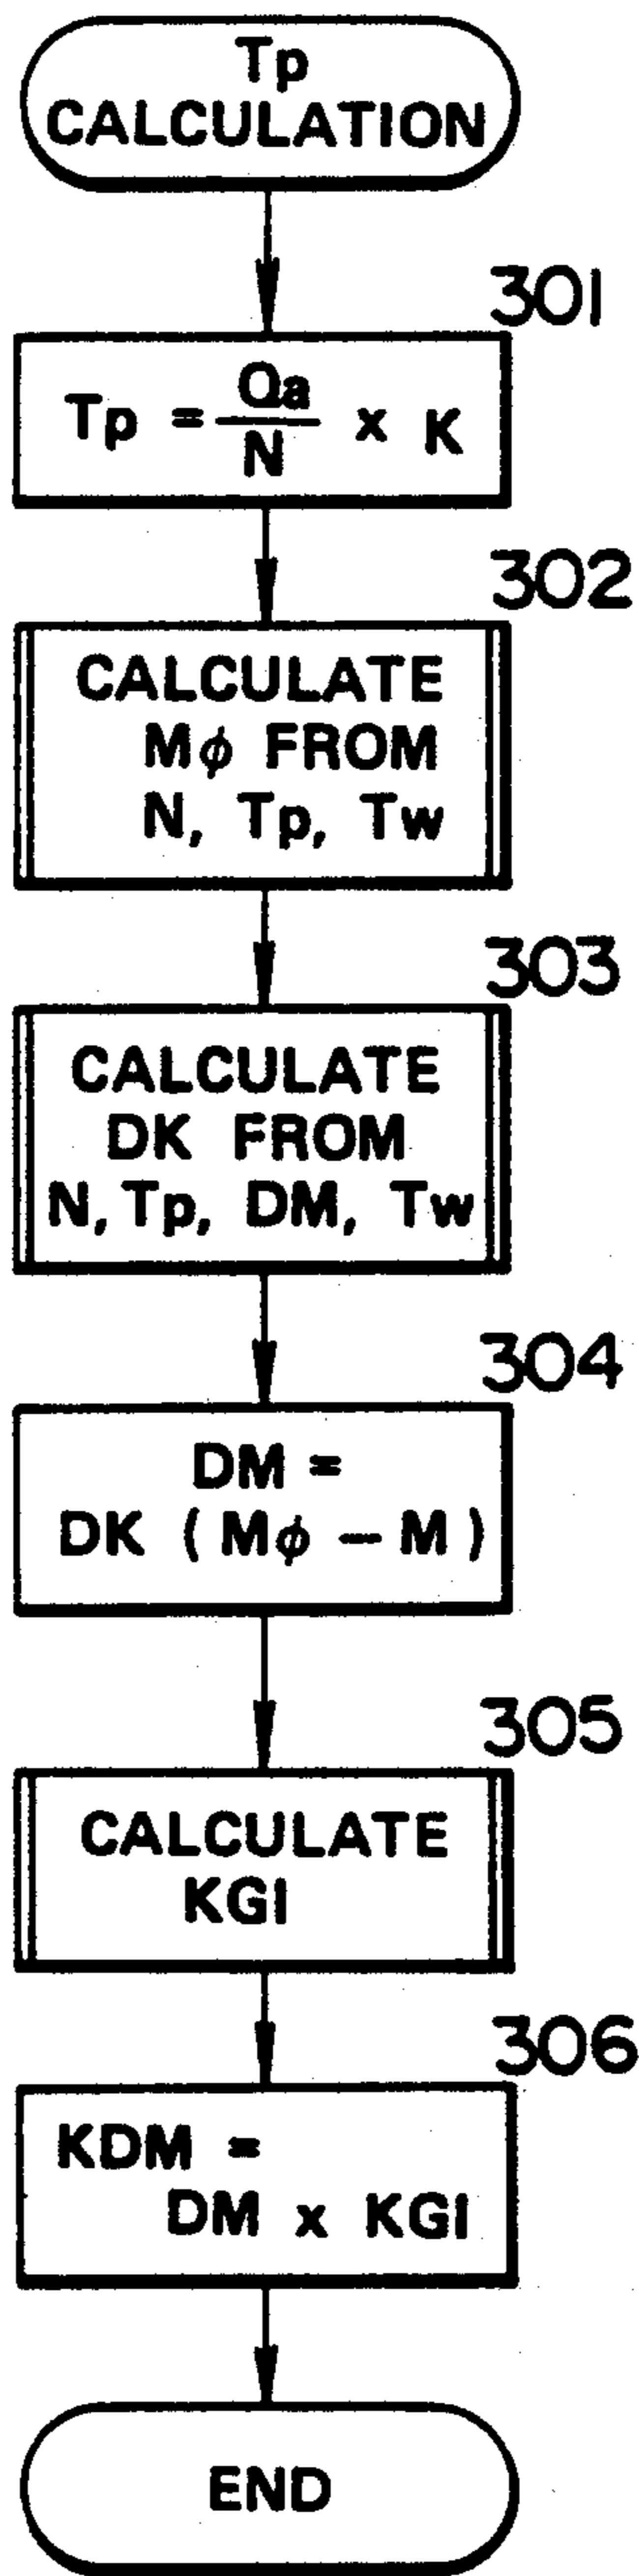 Tp
CALCULATION
301
Tp = Qa/N x K
302
CALCULATE
Mϕ FROM
N, Tp, Tw
303
CALCULATE
DK FROM
N, Tp, DM, Tw
304
DM =
DK ( Mϕ − M )
305
CALCULATE
KGI
306
KDM =
DM x KGI
END